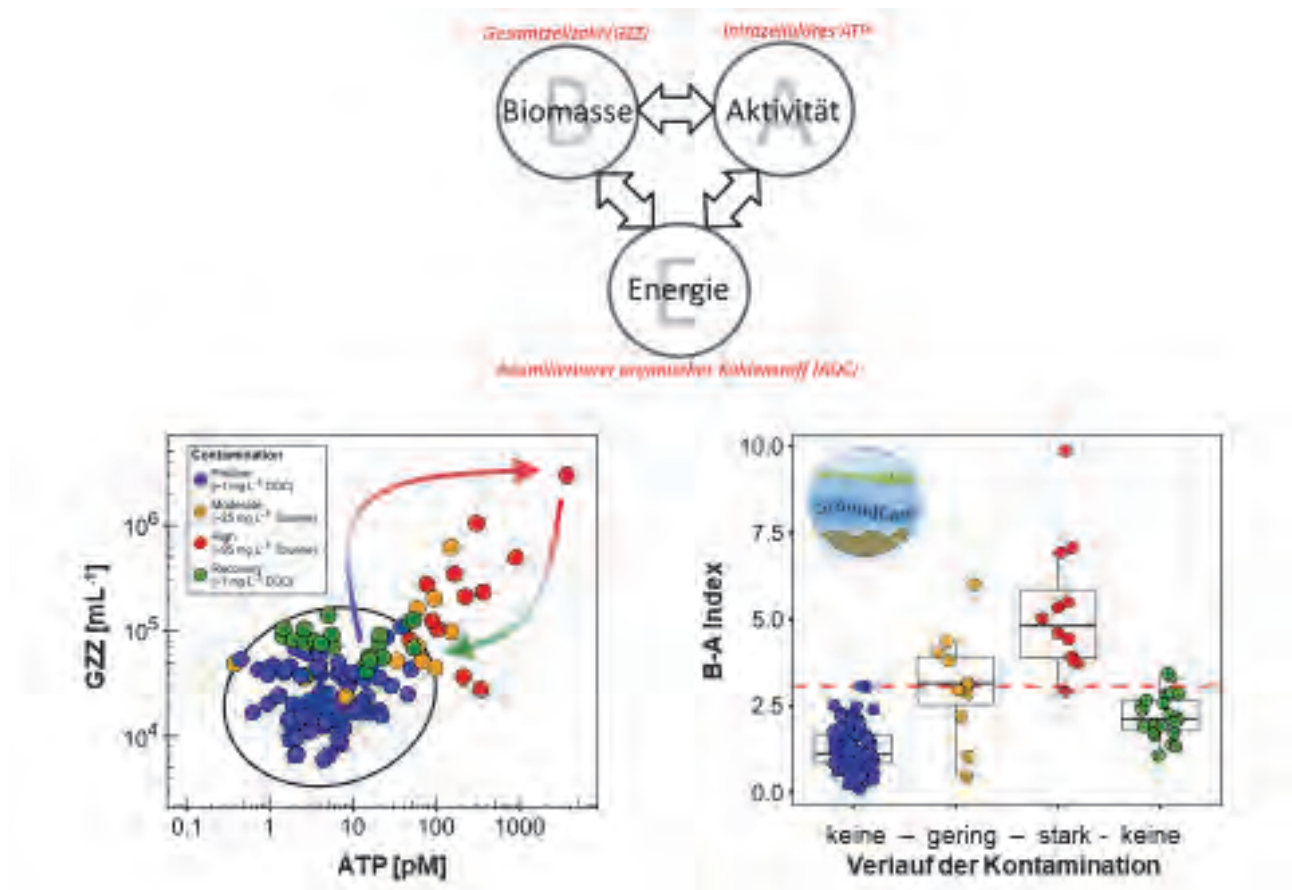 Gesamtzellzahl (GZZ)
Intrazelluläres ATP
B
Biomasse
A
Aktivität
E
Energie
Assimilierbarer organischer Kohlenstoff (AOC)
Contamination
Pristine
Moderate
High
Recovery
GZZ [mL⁻¹]
10⁶
10⁵
10⁴
0.1 1 10 100 1000
ATP [pM]
B-A Index
10.0
7.5
5.0
2.5
0.0
keine – gering – stark - keine
Verlauf der Kontamination